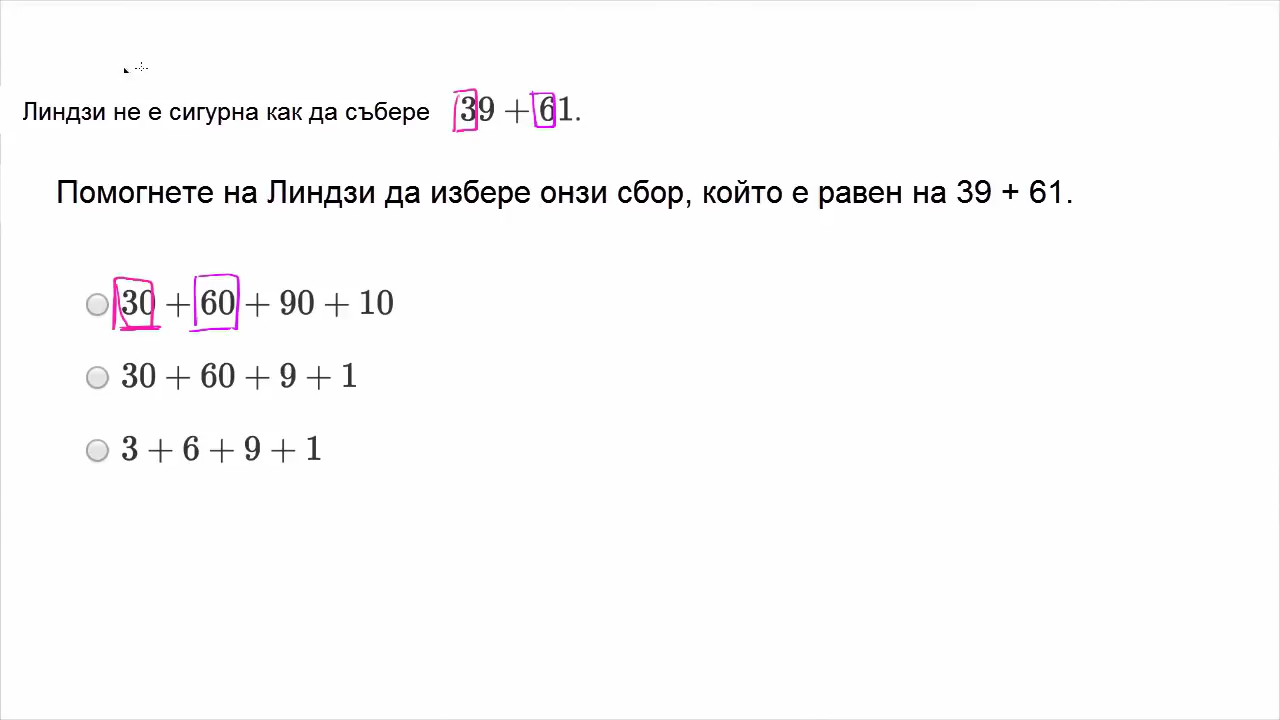 Линдзи не е сигурна как да събере 39 + 61.
Помогнете на Линдзи да избере онзи сбор, който е равен на 39 + 61.
30 + 60 + 90 + 10
30 + 60 + 9 + 1
3 + 6 + 9 + 1